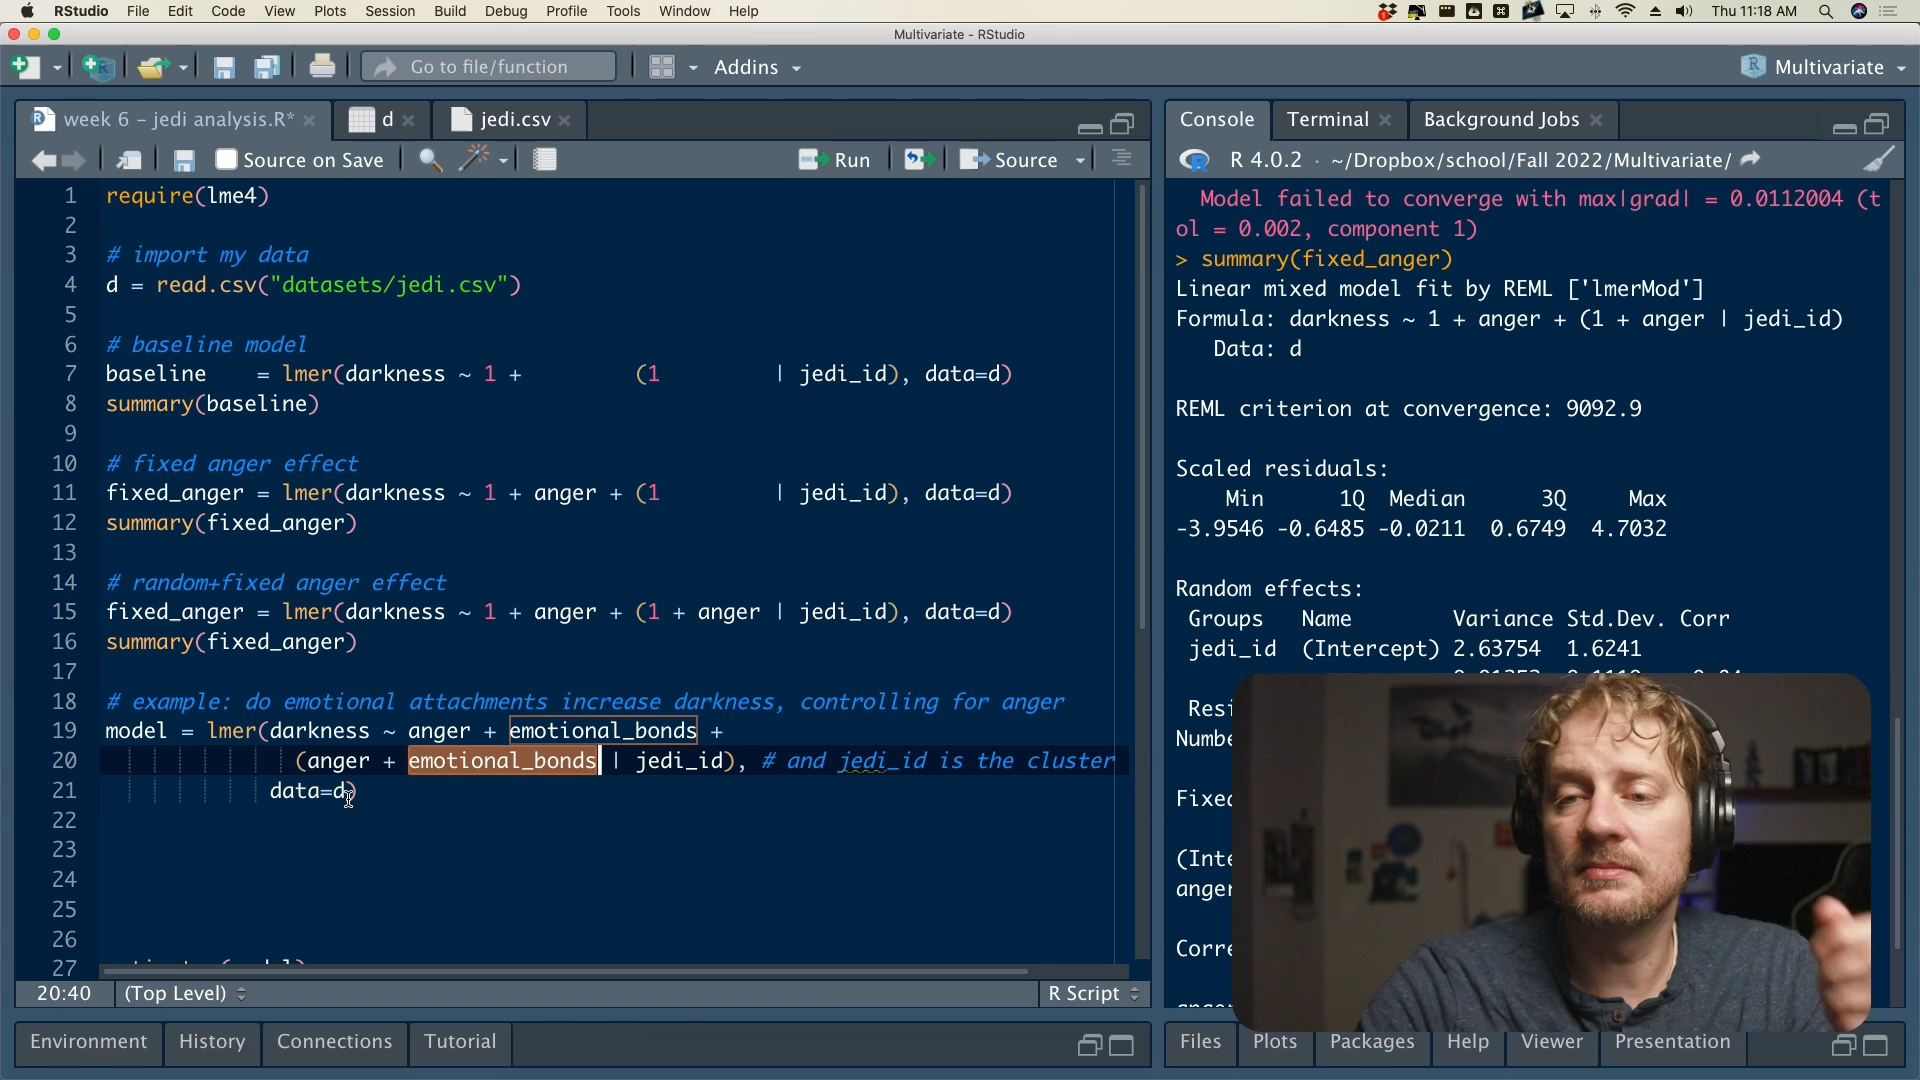 RStudio File Edit Code View Plots Session Build Debug Profile Tools Window Help Thu 11:18 AM
Multivariate - RStudio
Go to file/function Addins Multivariate
week 6 - jedi analysis.R* d jedi.csv
Source on Save Run Source
1 require(lme4)
2
3 # import my data
4 d = read.csv("datasets/jedi.csv")
5
6 # baseline model
7 baseline = lmer(darkness ~ 1 + (1 | jedi_id), data=d)
8 summary(baseline)
9
10 # fixed anger effect
11 fixed_anger = lmer(darkness ~ 1 + anger + (1 | jedi_id), data=d)
12 summary(fixed_anger)
13
14 # random+fixed anger effect
15 fixed_anger = lmer(darkness ~ 1 + anger + (1 + anger | jedi_id), data=d)
16 summary(fixed_anger)
17
18 # example: do emotional attachments increase darkness, controlling for anger
19 model = lmer(darkness ~ anger + emotional_bonds +
20 (anger + emotional_bonds | jedi_id), # and jedi_id is the cluster
21 data=d)
22
23
24
25
26
27
20:40 (Top Level) R Script
Environment History Connections Tutorial
Console Terminal Background Jobs
R 4.0.2 · ~/Dropbox/school/Fall 2022/Multivariate/
Model failed to converge with max|grad| = 0.0112004 (t
ol = 0.002, component 1)
> summary(fixed_anger)
Linear mixed model fit by REML ['lmerMod']
Formula: darkness ~ 1 + anger + (1 + anger | jedi_id)
Data: d
REML criterion at convergence: 9092.9
Scaled residuals:
Min 1Q Median 3Q Max
-3.9546 -0.6485 -0.0211 0.6749 4.7032
Random effects:
Groups Name Variance Std.Dev. Corr
jedi_id (Intercept) 2.63754 1.6241
Resi
Numbe
Fixed
(Inte
anger
Corre
Files Plots Packages Help Viewer Presentation